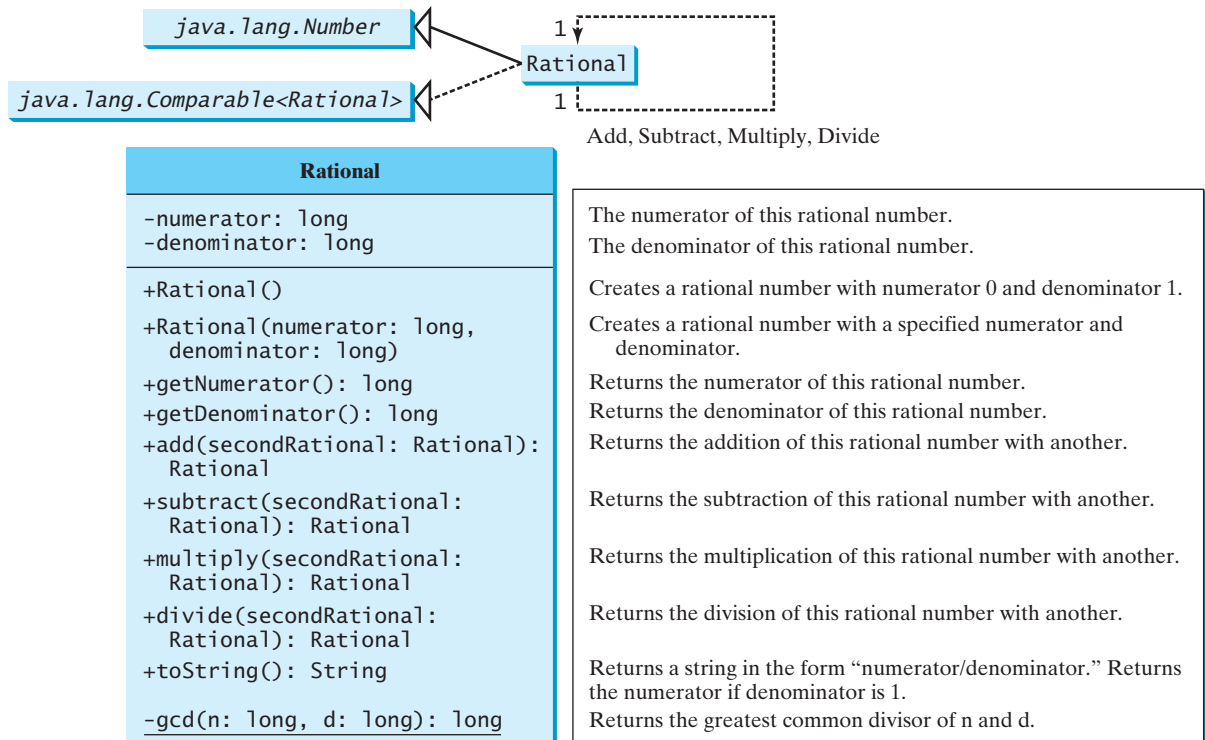 java.lang.Number
1
Rational
java.lang.Comparable<Rational>
1
Add, Subtract, Multiply, Divide
Rational
-numerator: long
-denominator: long
+Rational()
+Rational(numerator: long,
denominator: long)
+getNumerator(): long
+getDenominator(): long
+add(secondRational: Rational):
Rational
+subtract(secondRational:
Rational): Rational
+multiply(secondRational:
Rational): Rational
+divide(secondRational:
Rational): Rational
+toString(): String
-gcd(n: long, d: long): long
The numerator of this rational number.
The denominator of this rational number.
Creates a rational number with numerator 0 and denominator 1.
Creates a rational number with a specified numerator and
denominator.
Returns the numerator of this rational number.
Returns the denominator of this rational number.
Returns the addition of this rational number with another.
Returns the subtraction of this rational number with another.
Returns the multiplication of this rational number with another.
Returns the division of this rational number with another.
Returns a string in the form “numerator/denominator.” Returns
the numerator if denominator is 1.
Returns the greatest common divisor of n and d.